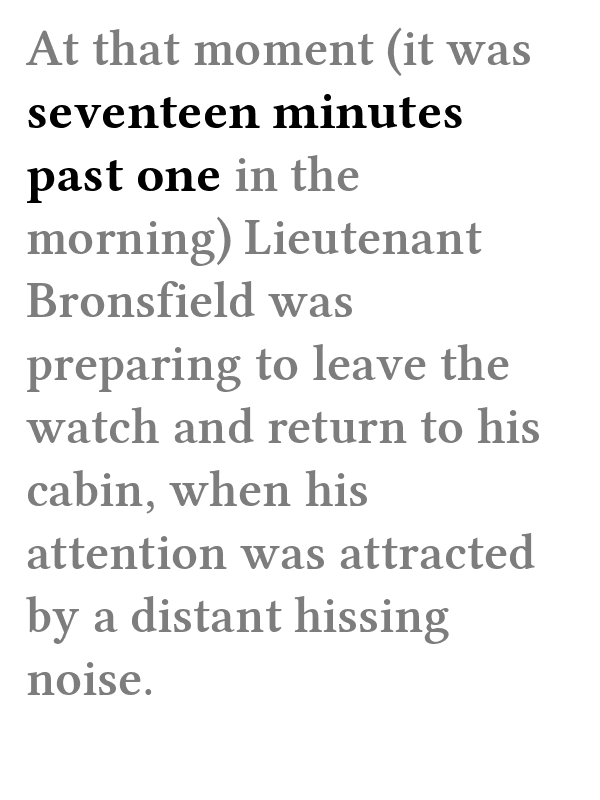 At that moment (it was
seventeen minutes
past one in the
morning) Lieutenant
Bronsfield was
preparing to leave the
watch and return to his
cabin, when his
attention was attracted
by a distant hissing
noise.